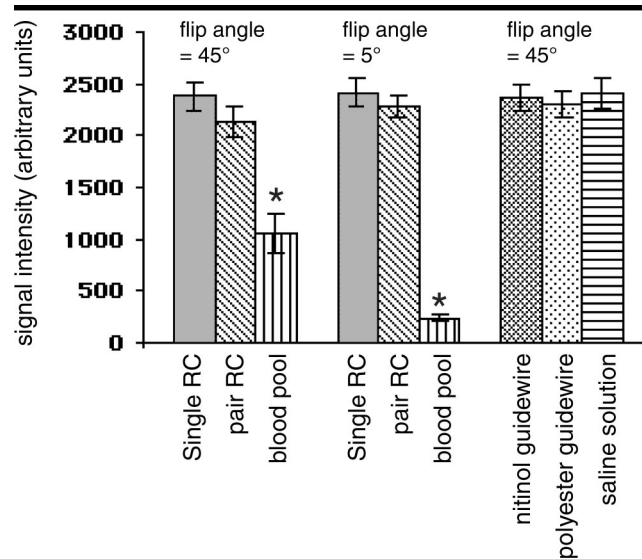 signal intensity (arbitrary units)
3000
2500
2000
1500
1000
500
0
flip angle
= 45°
flip angle
= 5°
flip angle
= 45°
*
*
Single RC
pair RC
blood pool
Single RC
pair RC
blood pool
nitinol guidewire
polyester guidewire
saline solution